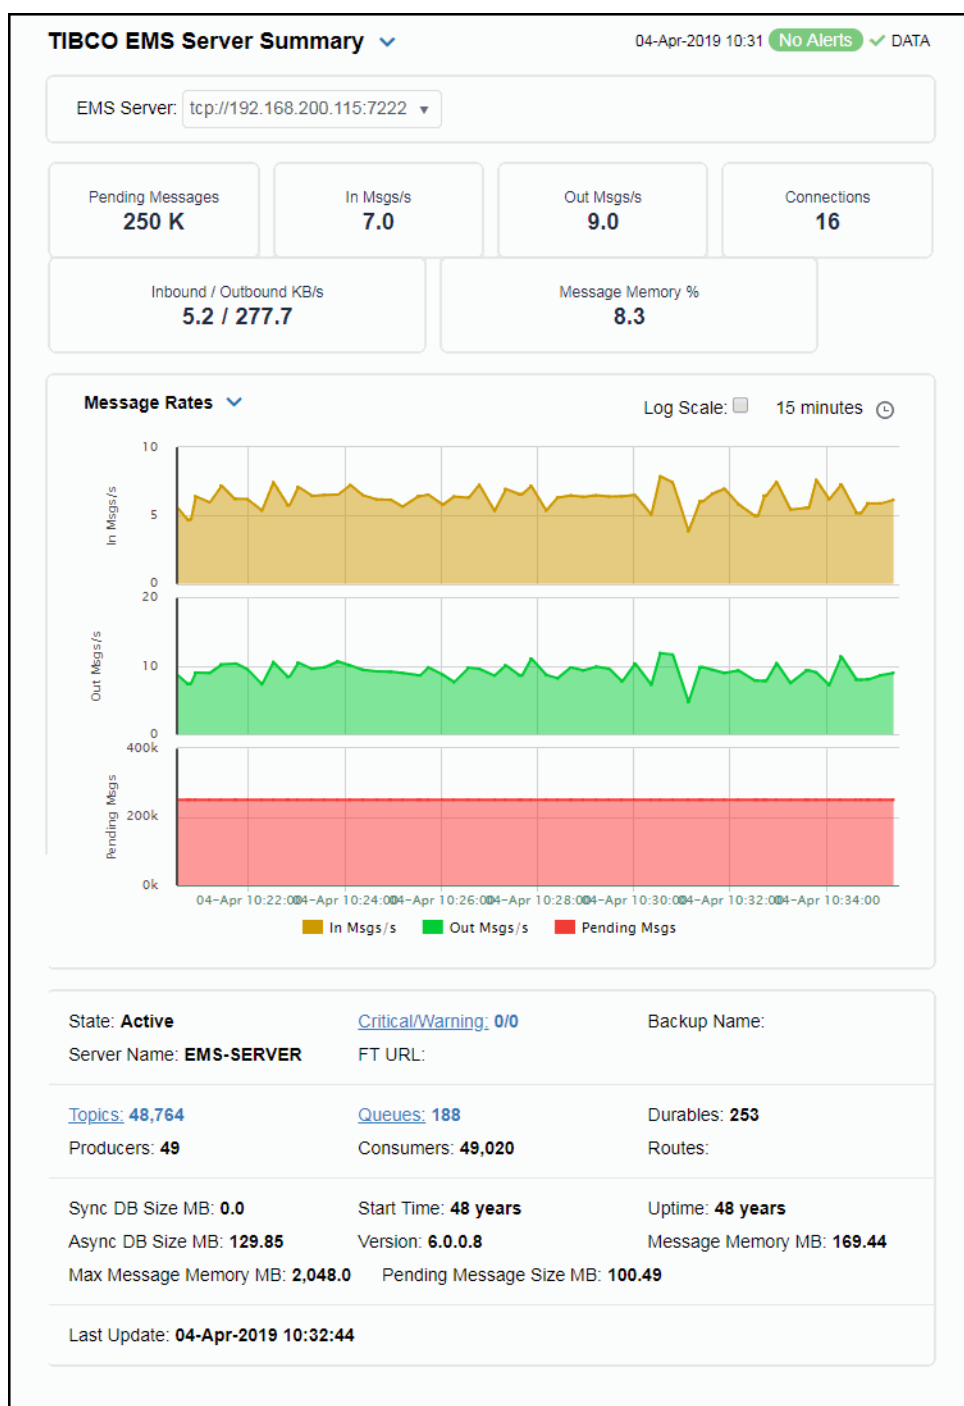 TIBCO EMS Server Summary 04-Apr-2019 10:31 No Alerts DATA
EMS Server: tcp://192.168.200.115:7222
Pending Messages In Msgs/s Out Msgs/s Connections
250 K 7.0 9.0 16
Inbound / Outbound KB/s Message Memory %
5.2 / 277.7 8.3
Message Rates Log Scale: 15 minutes
10
In Msgs/s
5
0
20
Out Msgs/s
10
0
400k
Pending Msgs
200k
0k
04-Apr 10:22:00 04-Apr 10:24:00 04-Apr 10:26:00 04-Apr 10:28:00 04-Apr 10:30:00 04-Apr 10:32:00 04-Apr 10:34:00
In Msgs/s Out Msgs/s Pending Msgs
State: Active Critical/Warning: 0/0 Backup Name:
Server Name: EMS-SERVER FT URL:
Topics: 48,764 Queues: 188 Durables: 253
Producers: 49 Consumers: 49,020 Routes:
Sync DB Size MB: 0.0 Start Time: 48 years Uptime: 48 years
Async DB Size MB: 129.85 Version: 6.0.0.8 Message Memory MB: 169.44
Max Message Memory MB: 2,048.0 Pending Message Size MB: 100.49
Last Update: 04-Apr-2019 10:32:44